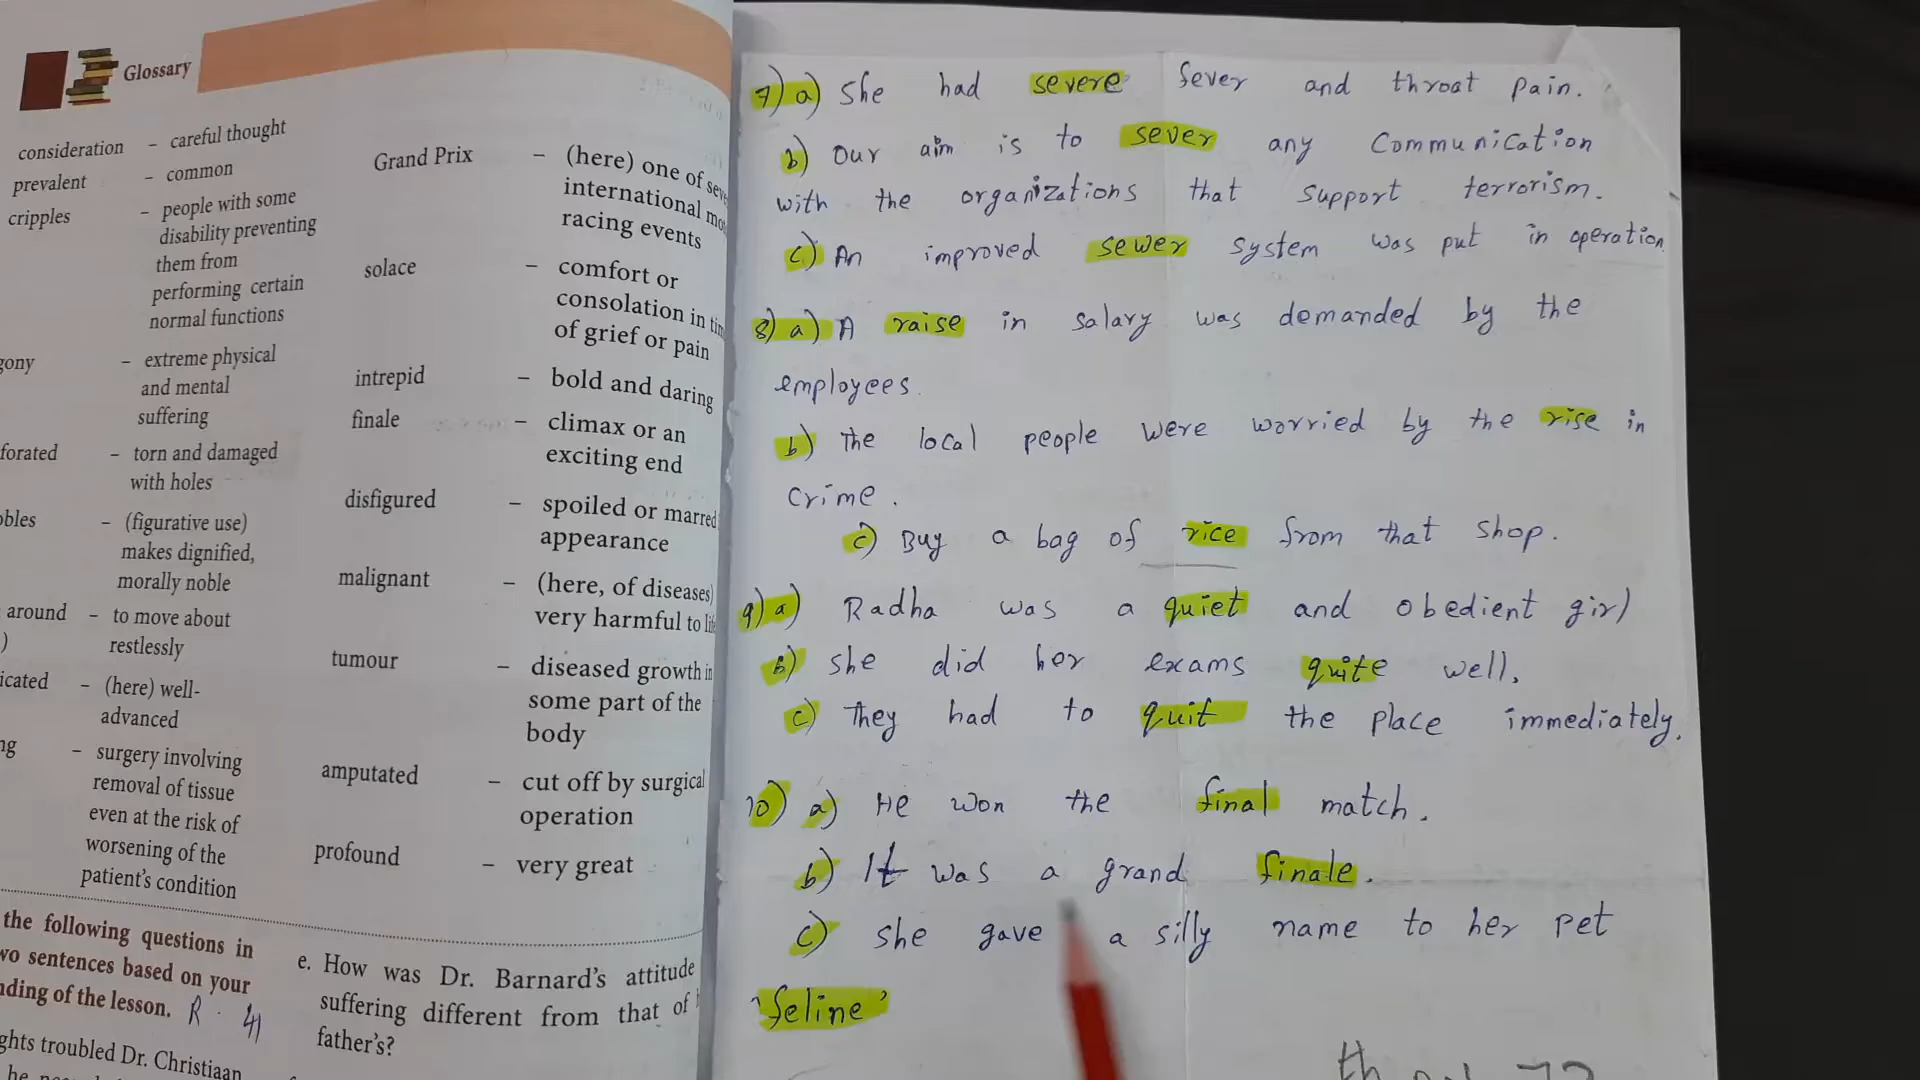 Glossary
consideration – careful thought
prevalent – common
cripples – people with some
disability preventing
them from
performing certain
normal functions
gony – extreme physical
and mental
suffering
forated – torn and damaged
with holes
obles – (figurative use)
makes dignified,
morally noble
around – to move about
) restlessly
icated – (here) well-
advanced
ng – surgery involving
removal of tissue
even at the risk of
worsening of the
patient's condition
Grand Prix – (here) one of seve
international mo
racing events
solace – comfort or
consolation in tim
of grief or pain
intrepid – bold and daring
finale – climax or an
exciting end
disfigured – spoiled or marred
appearance
malignant – (here, of diseases)
very harmful to li
tumour – diseased growth in
some part of the
body
amputated – cut off by surgical
operation
profound – very great
the following questions in
wo sentences based on your
nding of the lesson. R. 41
ghts troubled Dr. Christiaan
e. How was Dr. Barnard's attitude
suffering different from that of
father's?
7) a) She had severe fever and throat pain.
b) Our aim is to sever any Communication
with the organizations that support terrorism.
c) An improved sewer system was put in operation
8) a) A raise in salary was demanded by the
employees.
b) The local people were worried by the rise in
crime.
c) Buy a bag of rice from that shop.
9) a) Radha was a quiet and obedient girl
b) She did her exams quite well.
c) They had to quit the place immediately.
10) a) He won the final match.
b) It was a grand finale.
c) She gave a silly name to her pet
'feline'